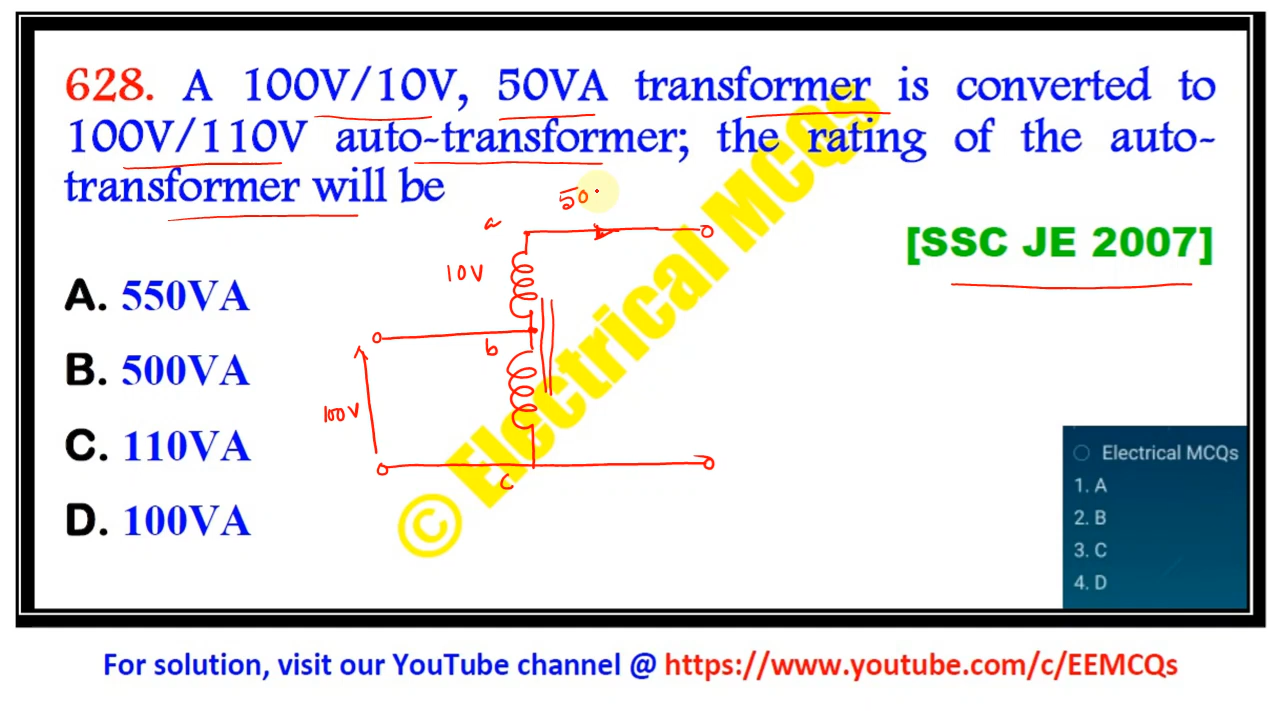 628. A 100V/10V, 50VA transformer is converted to
100V/110V auto-transformer; the rating of the auto-
transformer will be
[SSC JE 2007]
50
a
10V
b
100V
c
A. 550VA
B. 500VA
C. 110VA
D. 100VA
© Electrical MCQs
Electrical MCQs
1. A
2. B
3. C
4. D
For solution, visit our YouTube channel @ https://www.youtube.com/c/EEMCQs